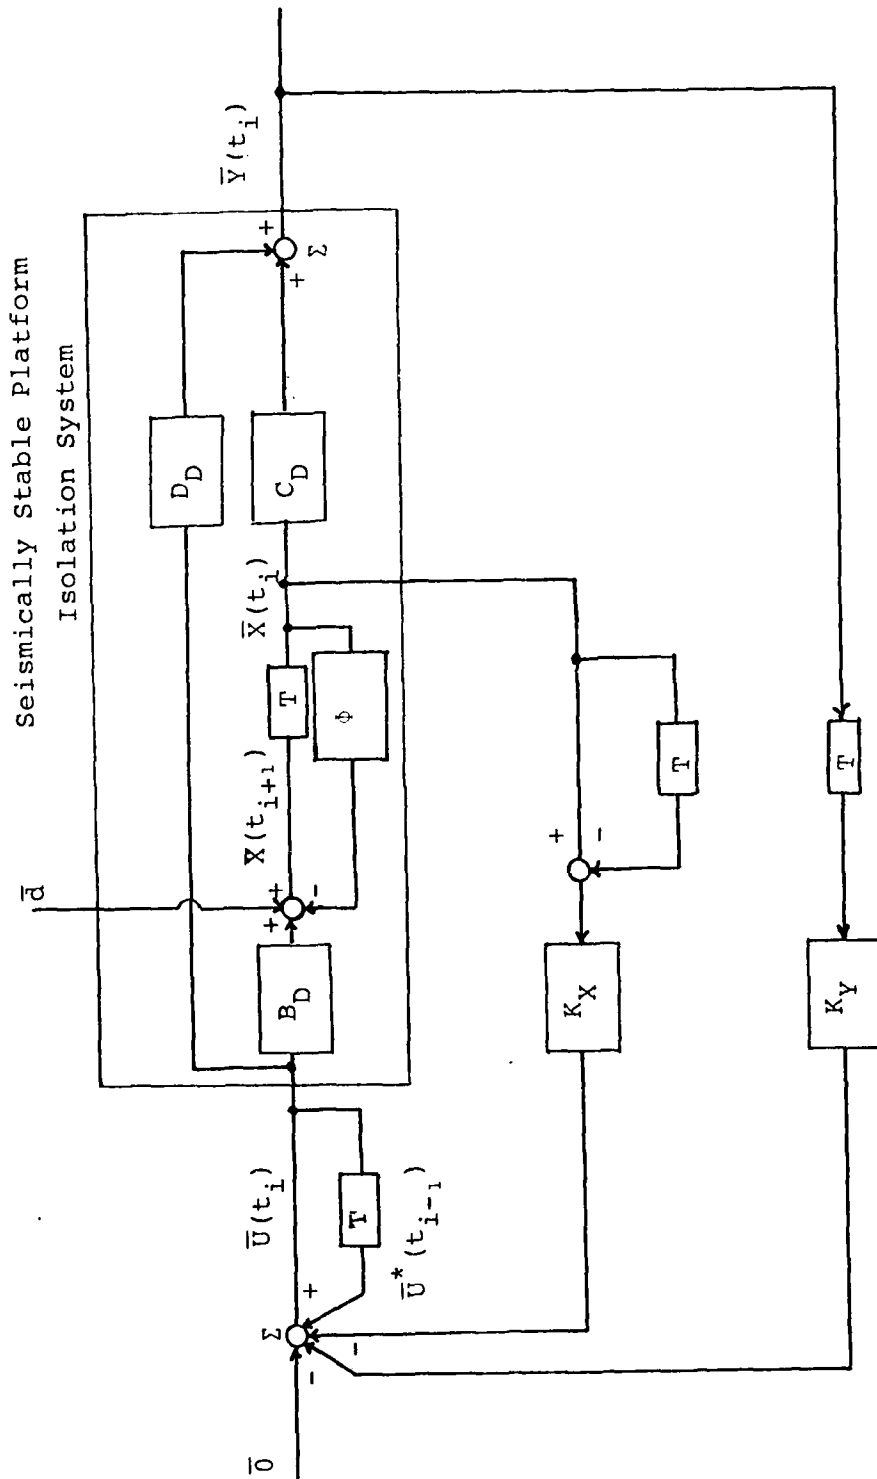 Seismically Stable Platform
Isolation System
d̅
D_D
0̅
Σ
-
-
+
U̅(t_i)
T
U̅*(t_{i-1})
B_D
+
+
-
X̅(t_{i+1})
T
Φ
X̅(t_i)
C_D
+
+
Σ
Y̅(t_i)
K_X
+
-
T
K_Y
T